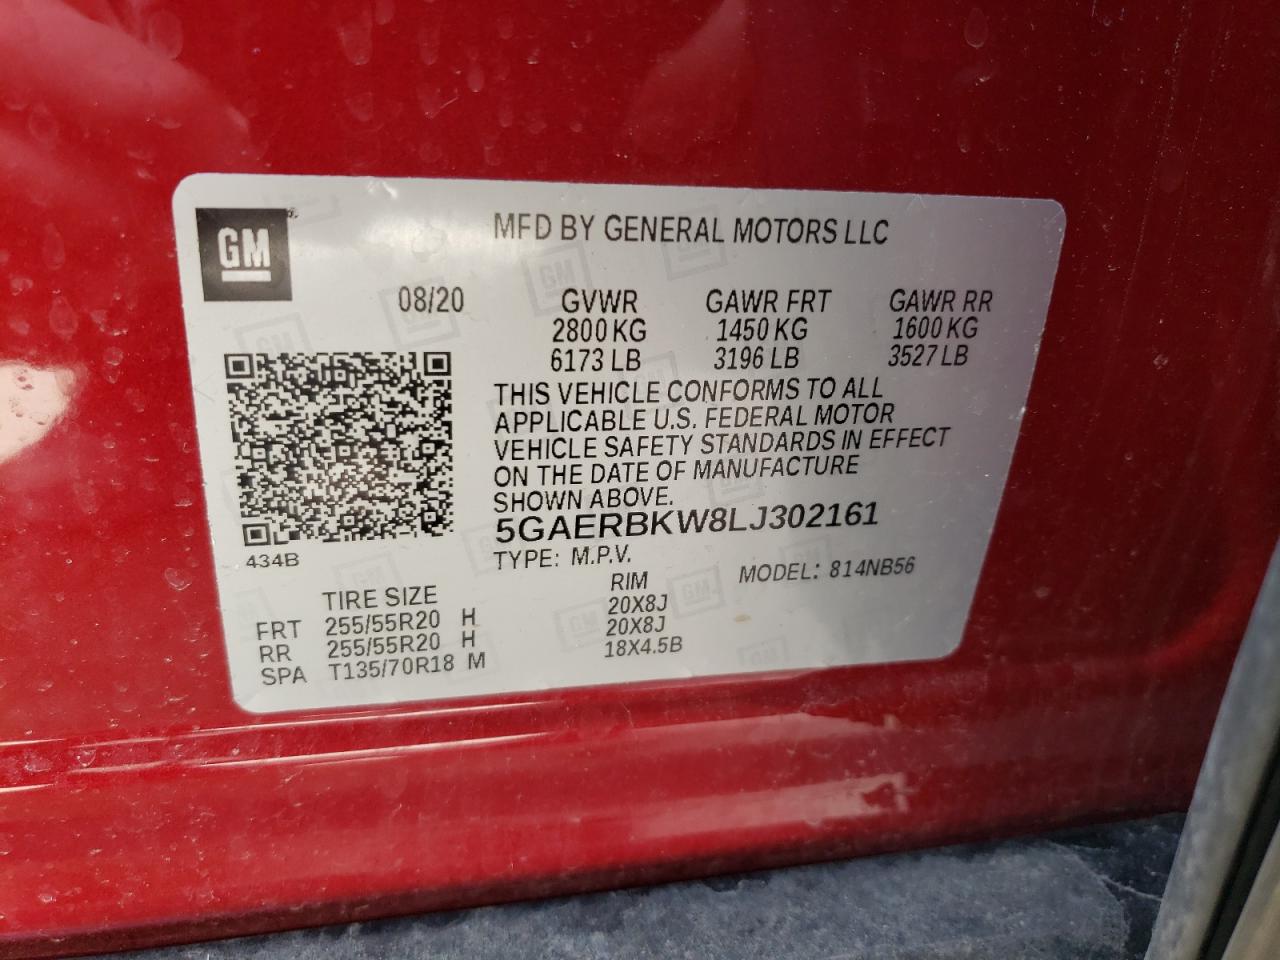 GM
MFD BY GENERAL MOTORS LLC
08/20 GVWR GAWR FRT GAWR RR
2800 KG 1450 KG 1600 KG
6173 LB 3196 LB 3527 LB
THIS VEHICLE CONFORMS TO ALL
APPLICABLE U.S. FEDERAL MOTOR
VEHICLE SAFETY STANDARDS IN EFFECT
ON THE DATE OF MANUFACTURE
SHOWN ABOVE.
5GAERBKW8LJ302161
434B
TYPE: M.P.V. MODEL: 814NB56
TIRE SIZE RIM
FRT 255/55R20 H 20X8J
RR 255/55R20 H 20X8J
SPA T135/70R18 M 18X4.5B